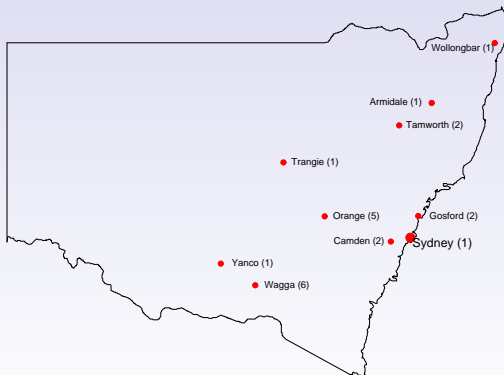 Wollongbar (1)
Armidale (1)
Tamworth (2)
Trangie (1)
Orange (5)
Gosford (2)
Camden (2)
Sydney (1)
Yanco (1)
Wagga (6)